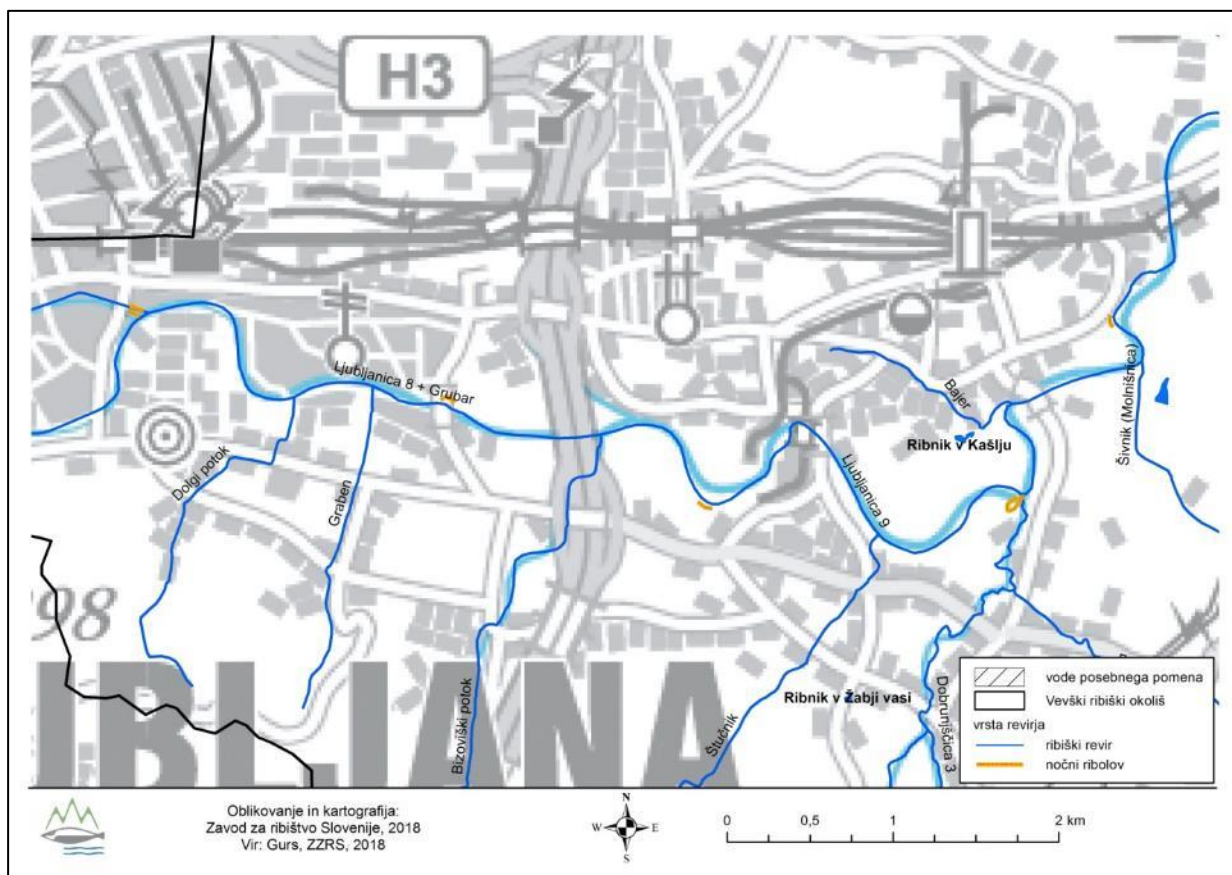 H3
Ljubljanica 8 + Grubar
Bajer
Šivnik (Molnišnica)
Ribnik v Kašlju
Dolgi potok
Graben
Ljubljanica 9
98
IBLJANA
Bizoviški potok
Štučnik
Ribnik v Žabji vasi
Dobrunjščica 3
vode posebnega pomena
Vevški ribiški okoliš
vrsta revirja
ribiški revir
nočni ribolov
Oblikovanje in kartografija:
Zavod za ribištvo Slovenije, 2018
Vir: Gurs, ZZRS, 2018
N
W E
S
0 0,5 1 2 km